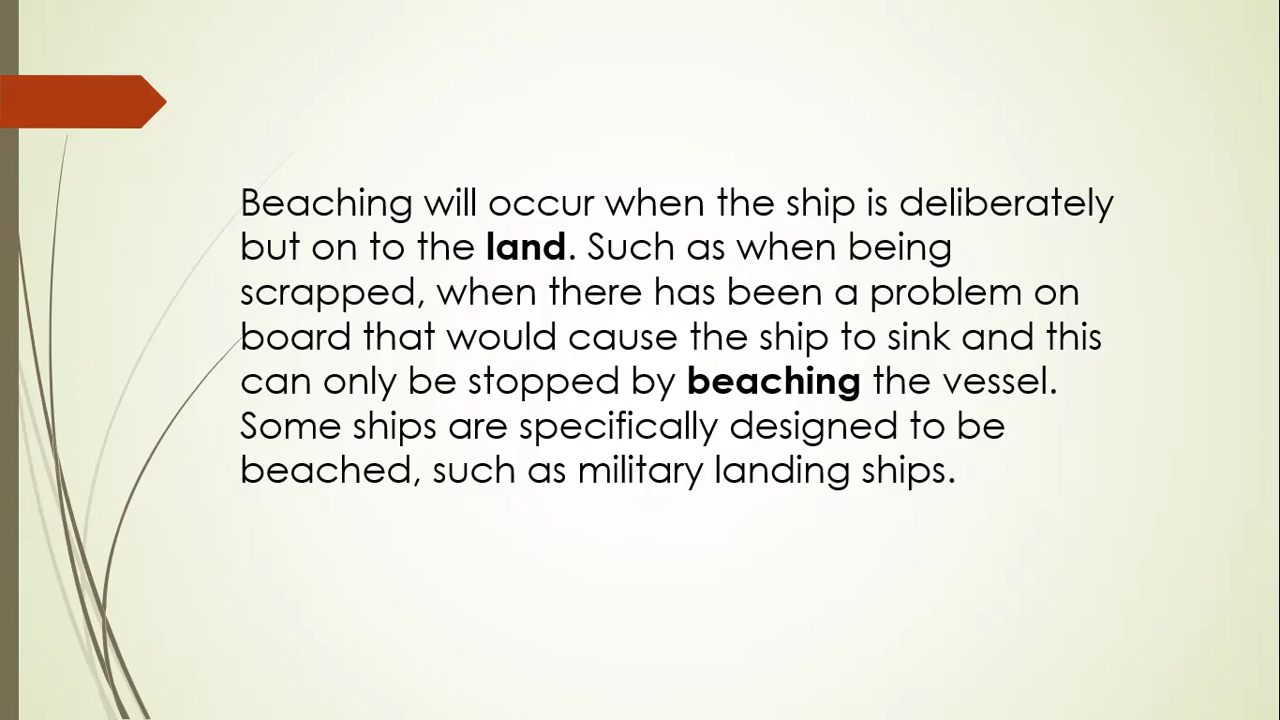 Beaching will occur when the ship is deliberately
but on to the land. Such as when being
scrapped, when there has been a problem on
board that would cause the ship to sink and this
can only be stopped by beaching the vessel.
Some ships are specifically designed to be
beached, such as military landing ships.